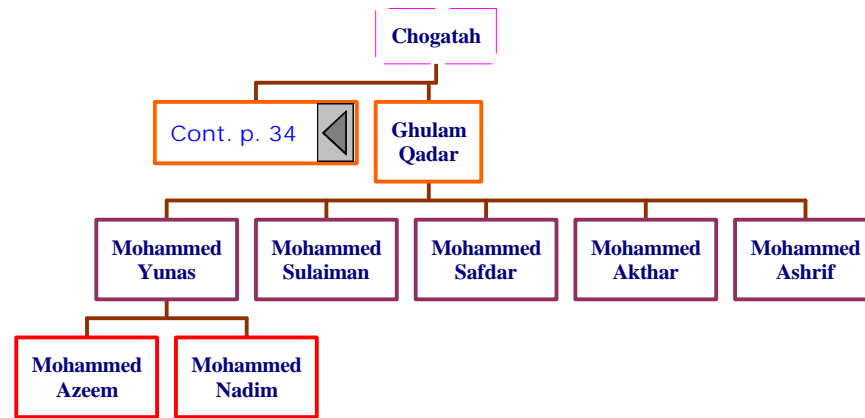 Chogatah
Cont. p. 34
Ghulam
Qadar
Mohammed
Yunas
Mohammed
Sulaiman
Mohammed
Safdar
Mohammed
Akthar
Mohammed
Ashrif
Mohammed
Azeem
Mohammed
Nadim